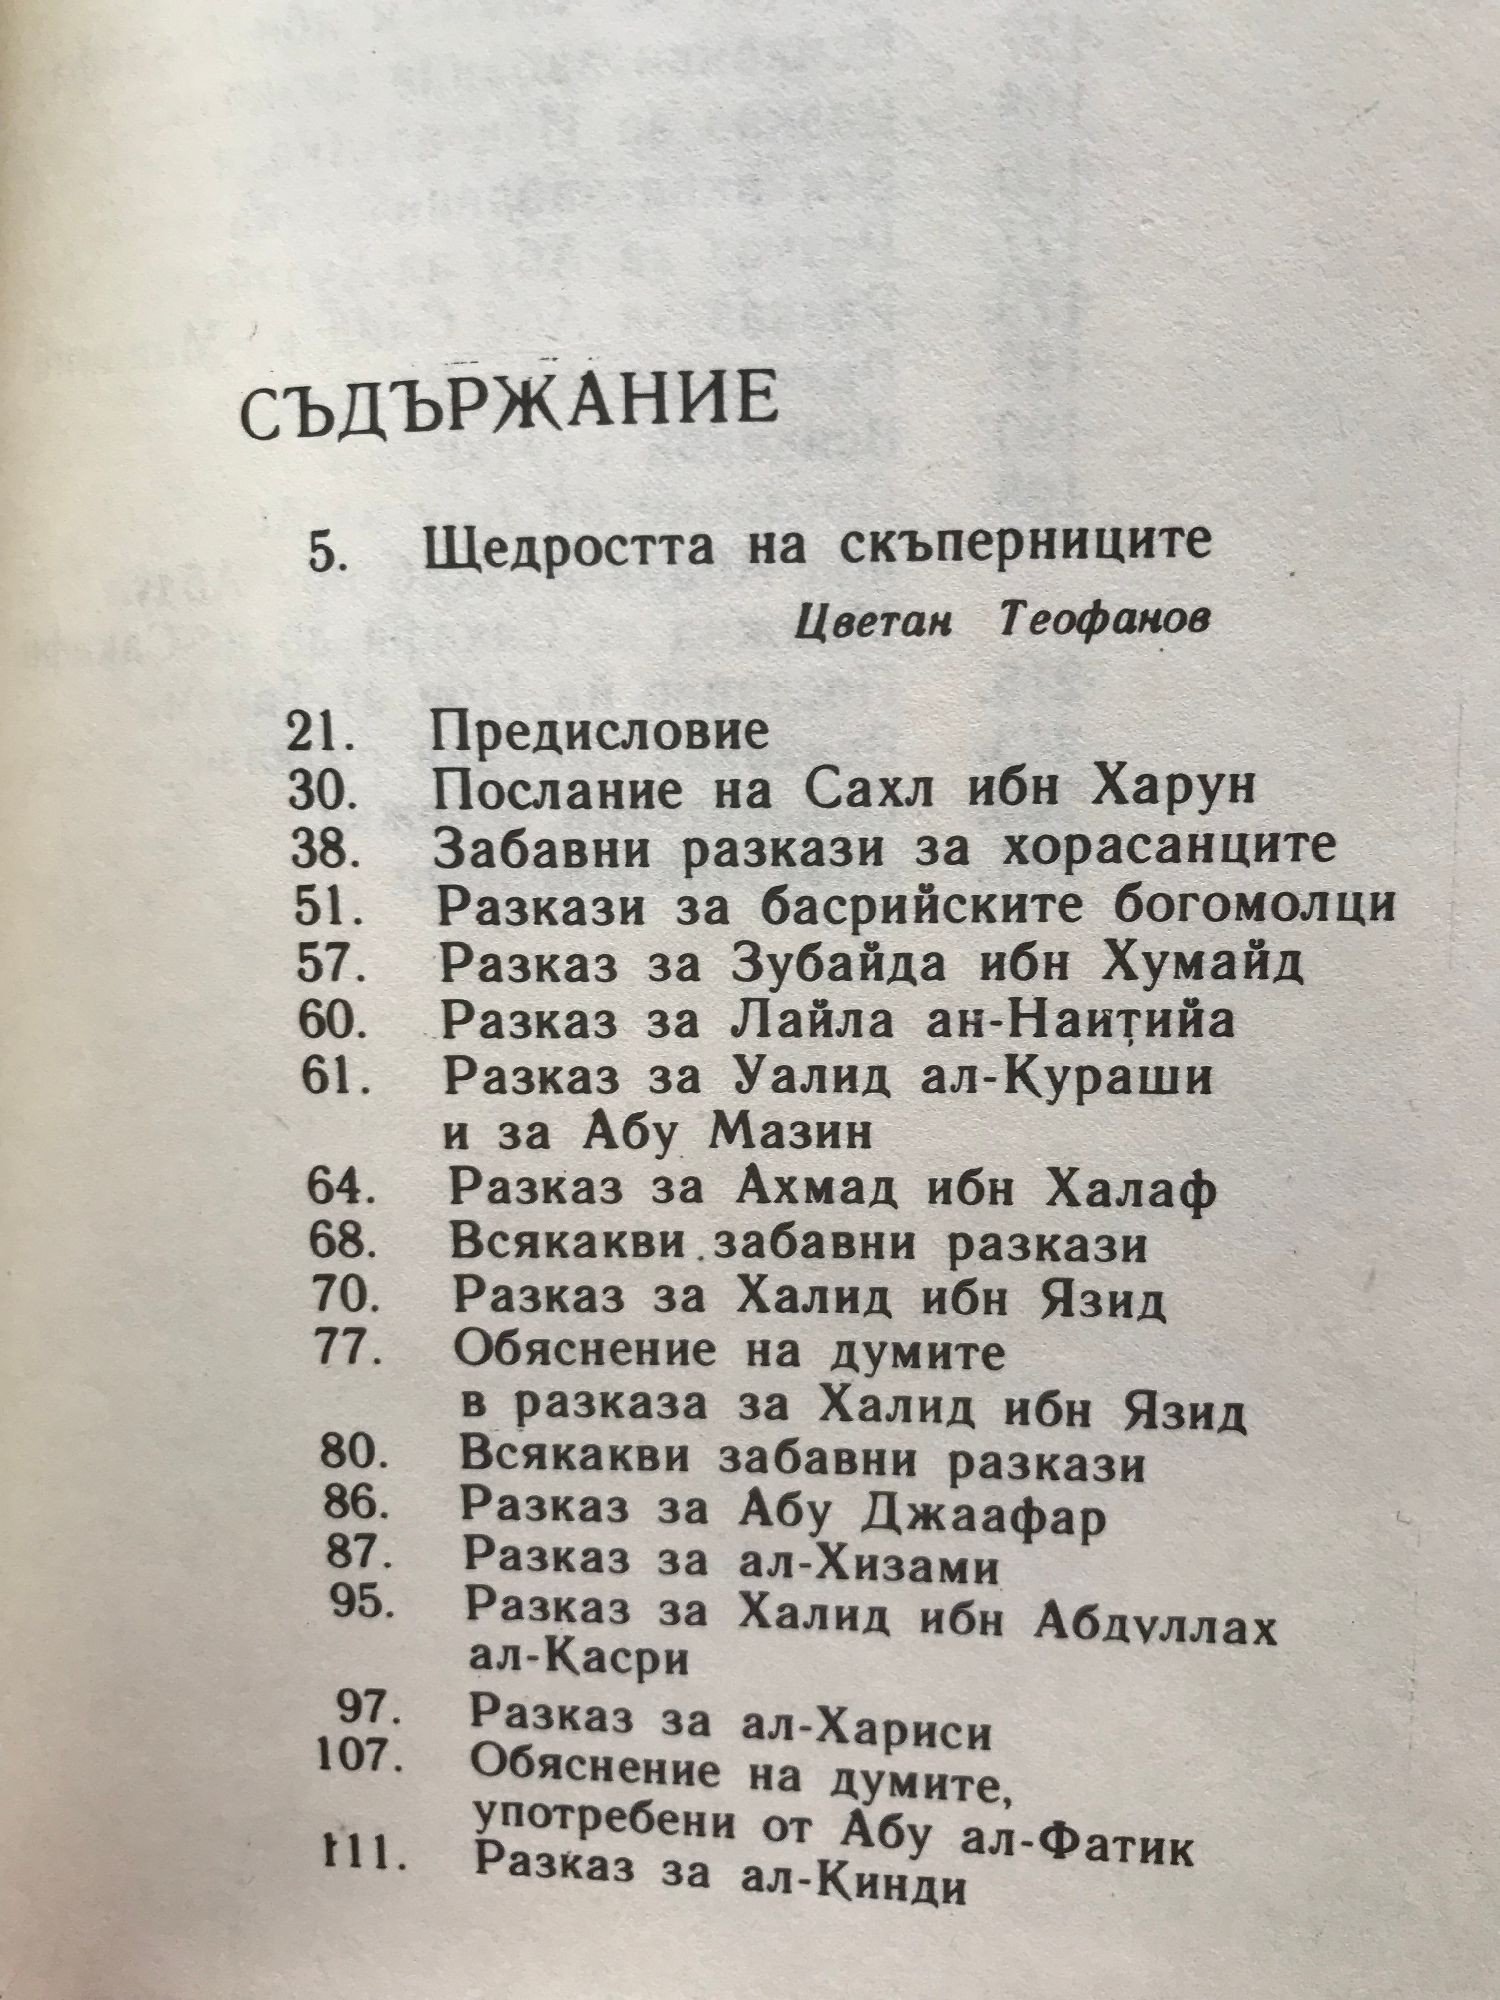 СЪДЪРЖАНИЕ
5. Щедростта на скъперниците
Цветан Теофанов
21. Предисловие
30. Послание на Сахл ибн Харун
38. Забавни разкази за хорасанците
51. Разкази за басрийските богомолци
57. Разказ за Зубайда ибн Хумайд
60. Разказ за Лайла ан-Наитийа
61. Разказ за Уалид ал-Кураши
и за Абу Мазин
64. Разказ за Ахмад ибн Халаф
68. Всякакви забавни разкази
70. Разказ за Халид ибн Язид
77. Обяснение на думите
в разказа за Халид ибн Язид
80. Всякакви забавни разкази
86. Разказ за Абу Джаафар
87. Разказ за ал-Хизами
95. Разказ за Халид ибн Абдуллах
ал-Касри
97. Разказ за ал-Хариси
107. Обяснение на думите,
употребени от Абу ал-Фатик
111. Разказ за ал-Кинди